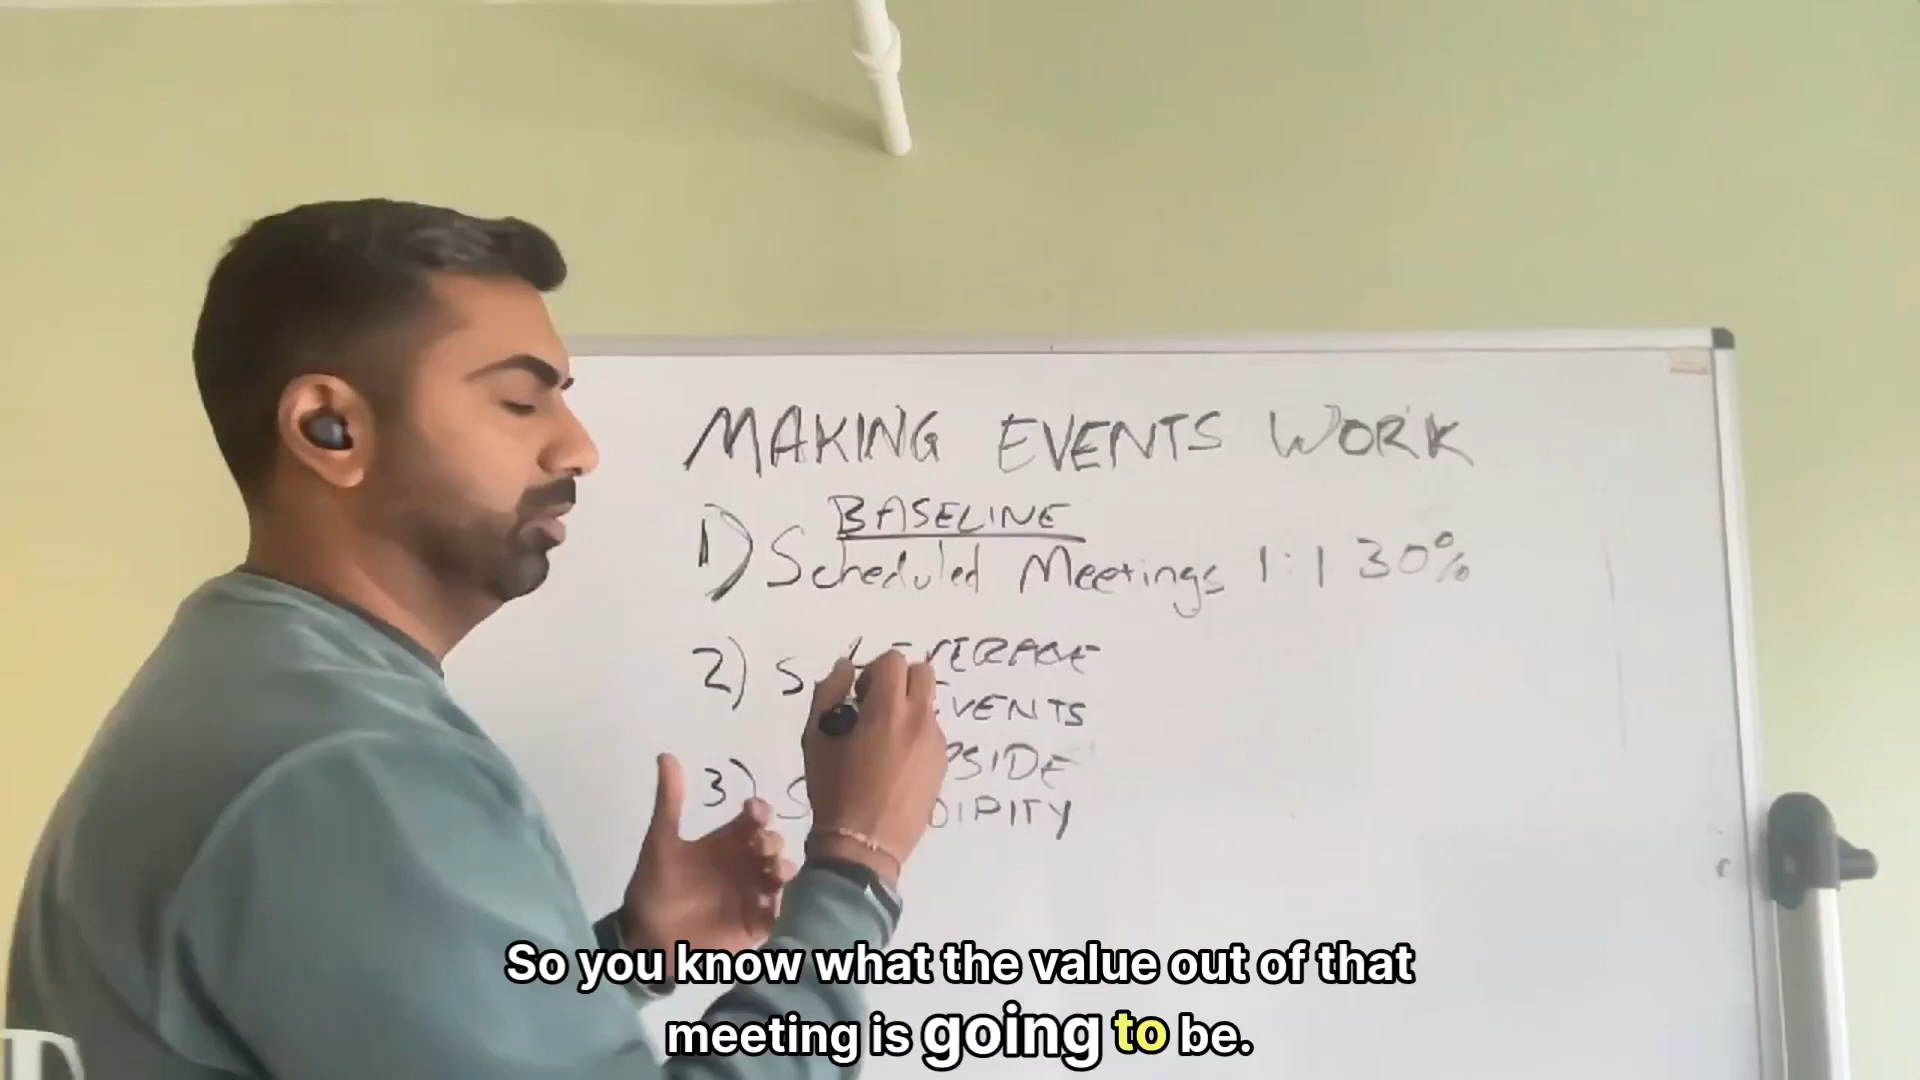 MAKING EVENTS WORK
BASELINE
1) Scheduled Meetings 1:1 30%
2) LEVERAGE
EVENTS
3)
So you know what the value out of that
meeting is going to be.